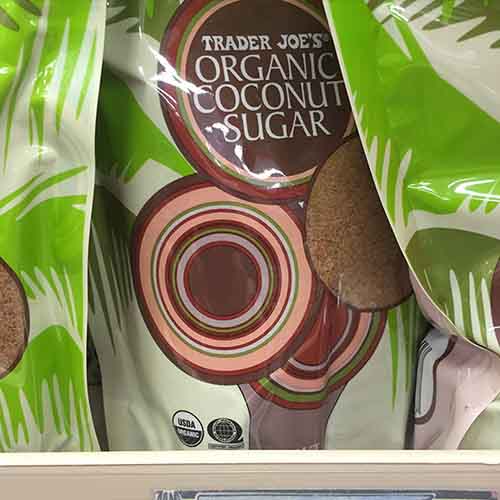 TRADER JOE'S®
ORGANIC
COCONUT
SUGAR
USDA
ORGANIC